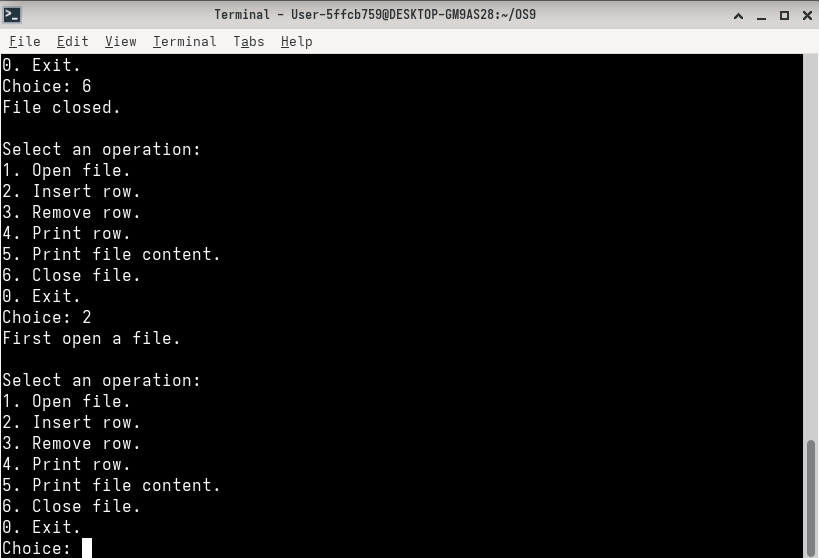 Terminal - User-5ffcb759@DESKTOP-GM9AS28:~/OS9
File Edit View Terminal Tabs Help
0. Exit.
Choice: 6
File closed.
Select an operation:
1. Open file.
2. Insert row.
3. Remove row.
4. Print row.
5. Print file content.
6. Close file.
0. Exit.
Choice: 2
First open a file.
Select an operation:
1. Open file.
2. Insert row.
3. Remove row.
4. Print row.
5. Print file content.
6. Close file.
0. Exit.
Choice: